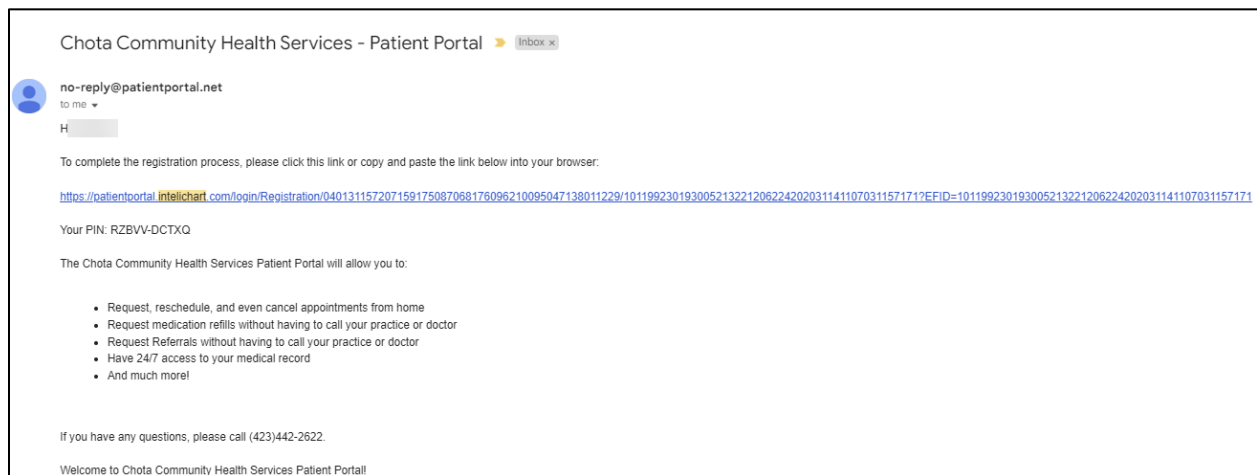 Chota Community Health Services - Patient Portal Inbox x
no-reply@patientportal.net
to me
H
To complete the registration process, please click this link or copy and paste the link below into your browser:
https://patientportal.intelichart.com/login/Registration/040131157207159175087068176096210095047138011229/101199230193005213221206224202031141107031157171?EFID=101199230193005213221206224202031141107031157171
Your PIN: RZBVV-DCTXQ
The Chota Community Health Services Patient Portal will allow you to:
• Request, reschedule, and even cancel appointments from home
• Request medication refills without having to call your practice or doctor
• Request Referrals without having to call your practice or doctor
• Have 24/7 access to your medical record
• And much more!
If you have any questions, please call (423)442-2622.
Welcome to Chota Community Health Services Patient Portal!